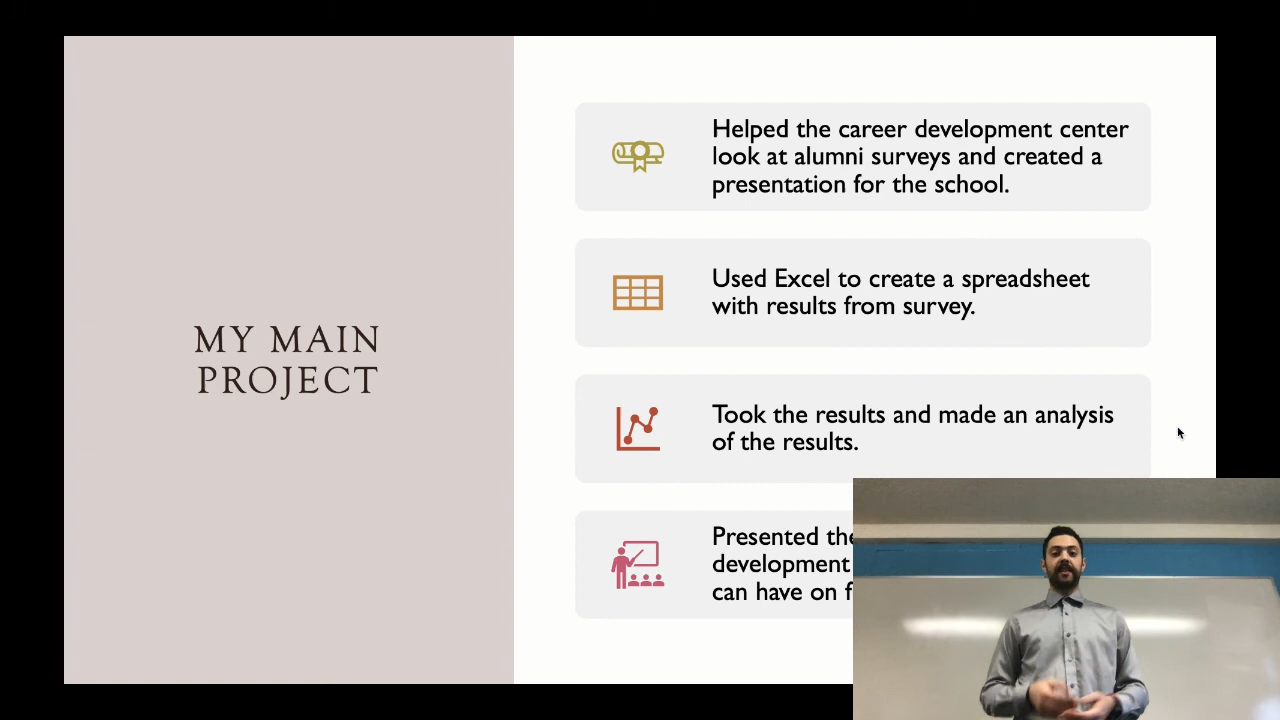 MY MAIN
PROJECT
Helped the career development center
look at alumni surveys and created a
presentation for the school.
Used Excel to create a spreadsheet
with results from survey.
Took the results and made an analysis
of the results.
Presented the
development
can have on